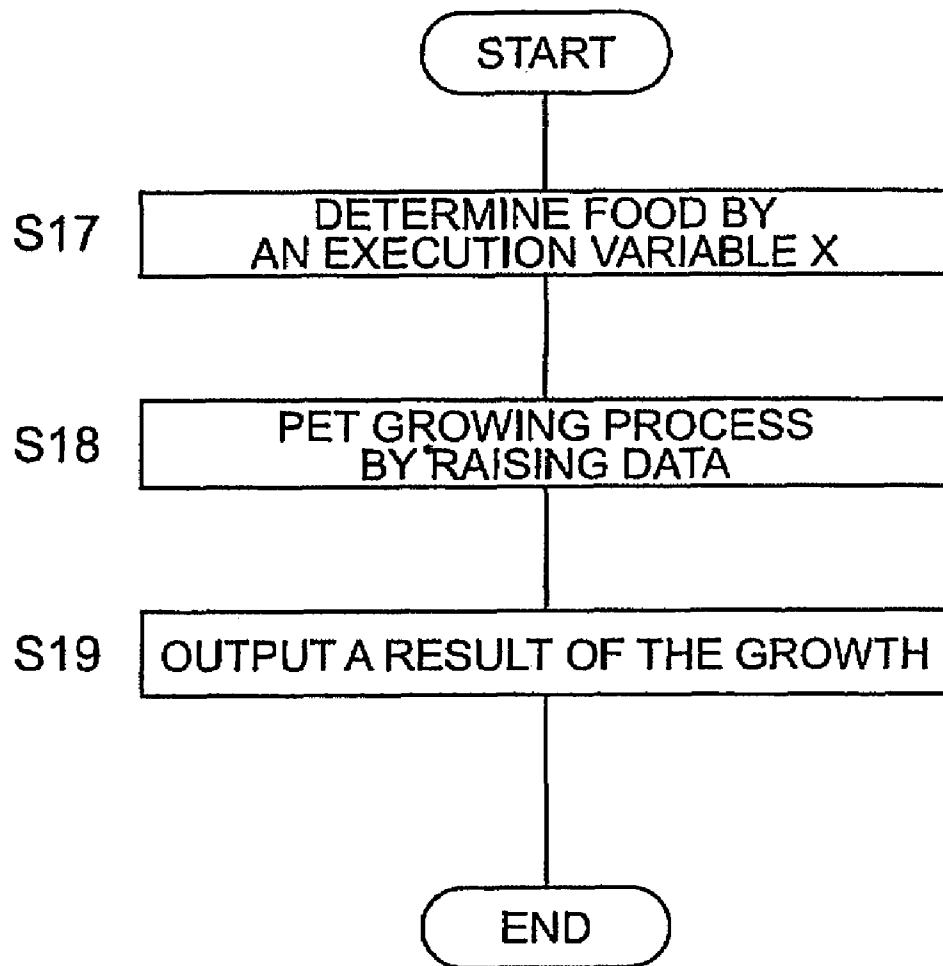 START
S17
DETERMINE FOOD BY
AN EXECUTION VARIABLE X
S18
PET GROWING PROCESS
BY RAISING DATA
S19
OUTPUT A RESULT OF THE GROWTH
END